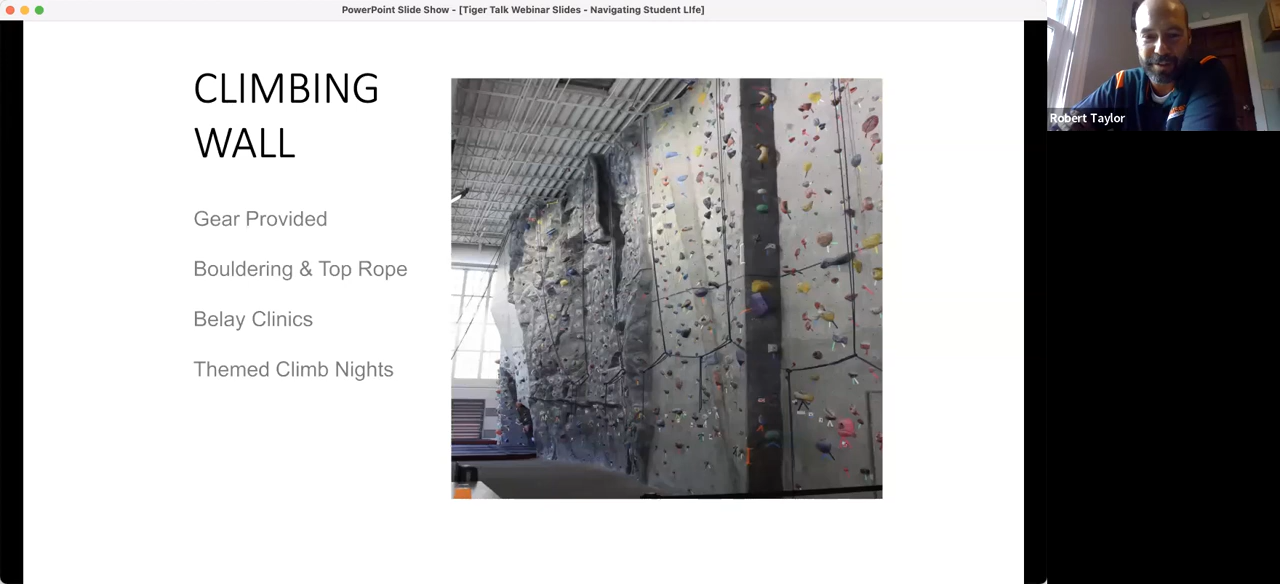 PowerPoint Slide Show - [Tiger Talk Webinar Slides - Navigating Student LIfe]
CLIMBING
WALL
Gear Provided
Bouldering & Top Rope
Belay Clinics
Themed Climb Nights
Robert Taylor